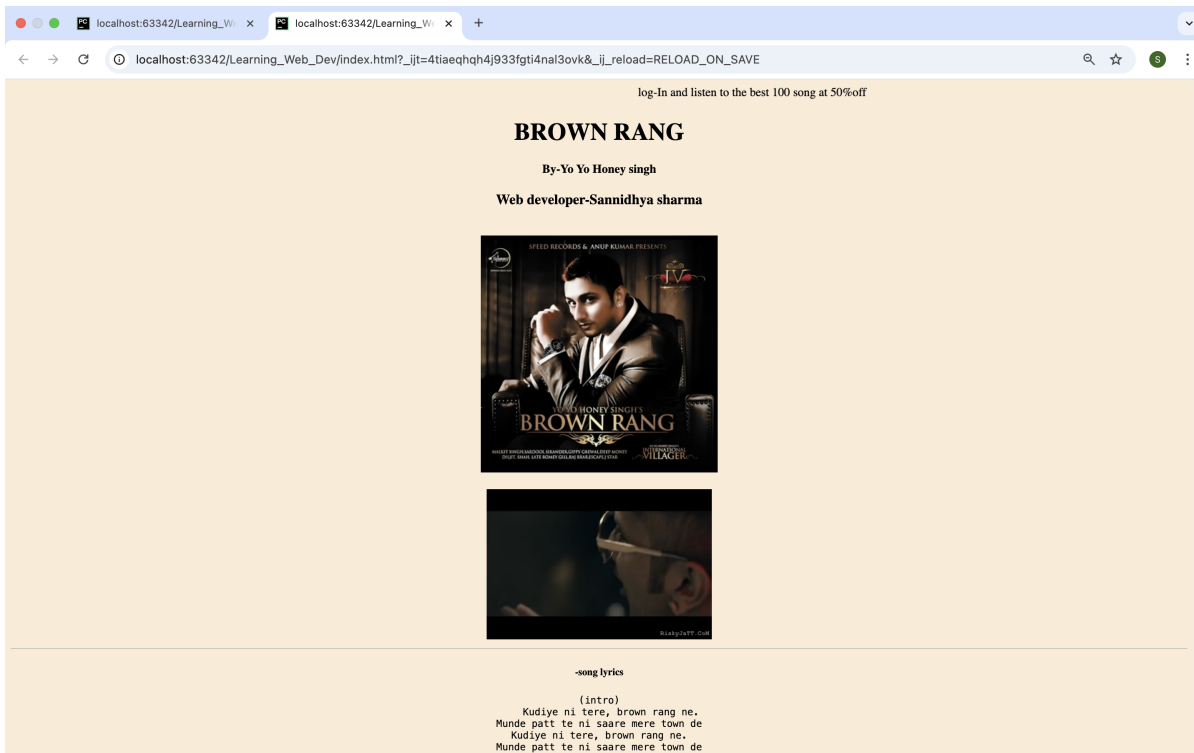 localhost:63342/Learning_W
localhost:63342/Learning_W
localhost:63342/Learning_Web_Dev/index.html?_ijt=4tiaeqhqh4j933fgti4nal3ovk&_ij_reload=RELOAD_ON_SAVE
S
log-In and listen to the best 100 song at 50%off
BROWN RANG
By-Yo Yo Honey singh
Web developer-Sannidhya sharma
SPEED RECORDS & ANUP KUMAR PRESENTS
YO YO HONEY SINGH'S
BROWN RANG
INTERNATIONAL
VILLAGER
RiskyJaTT.CoM
-song lyrics
(intro)
Kudiye ni tere, brown rang ne.
Munde patt te ni saare mere town de
Kudiye ni tere, brown rang ne.
Munde patt te ni saare mere town de